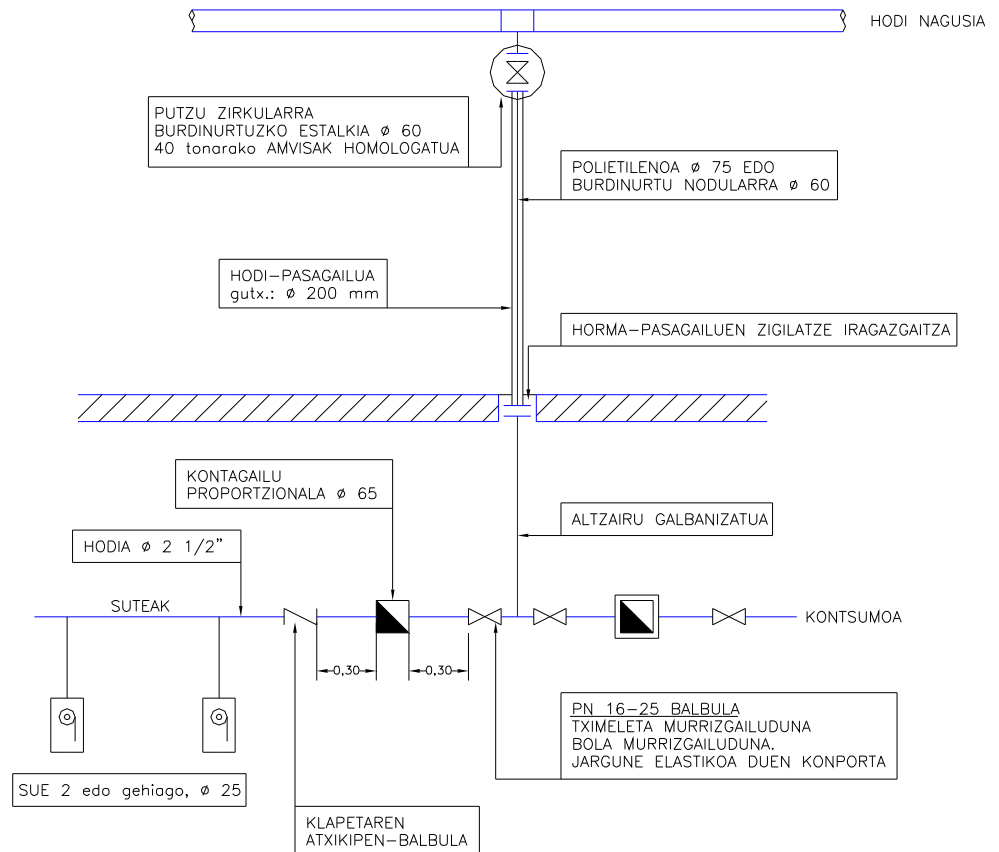 HODI NAGUSIA
PUTZU ZIRKULARRA
BURDINURTUZKO ESTALKIA ø 60
40 tonarako AMVISAK HOMOLOGATUA
POLIETILENOA ø 75 EDO
BURDINURTU NODULARRA ø 60
HODI-PASAGAILUA
gutx.: ø 200 mm
HORMA-PASAGAILUEN ZIGILATZE IRAGAZGAITZA
KONTAGAILU
PROPORTZIONALA ø 65
ALTZAIRU GALBANIZATUA
HODIA ø 2 1/2”
SUTEAK
KONTSUMOA
0,30
0,30
PN 16-25 BALBULA
TXIMELETA MURRIZGAILUDUNA
BOLA MURRIZGAILUDUNA.
JARGUNE ELASTIKOA DUEN KONPORTA
SUE 2 edo gehiago, ø 25
KLAPETAREN
ATXIKIPEN-BALBULA